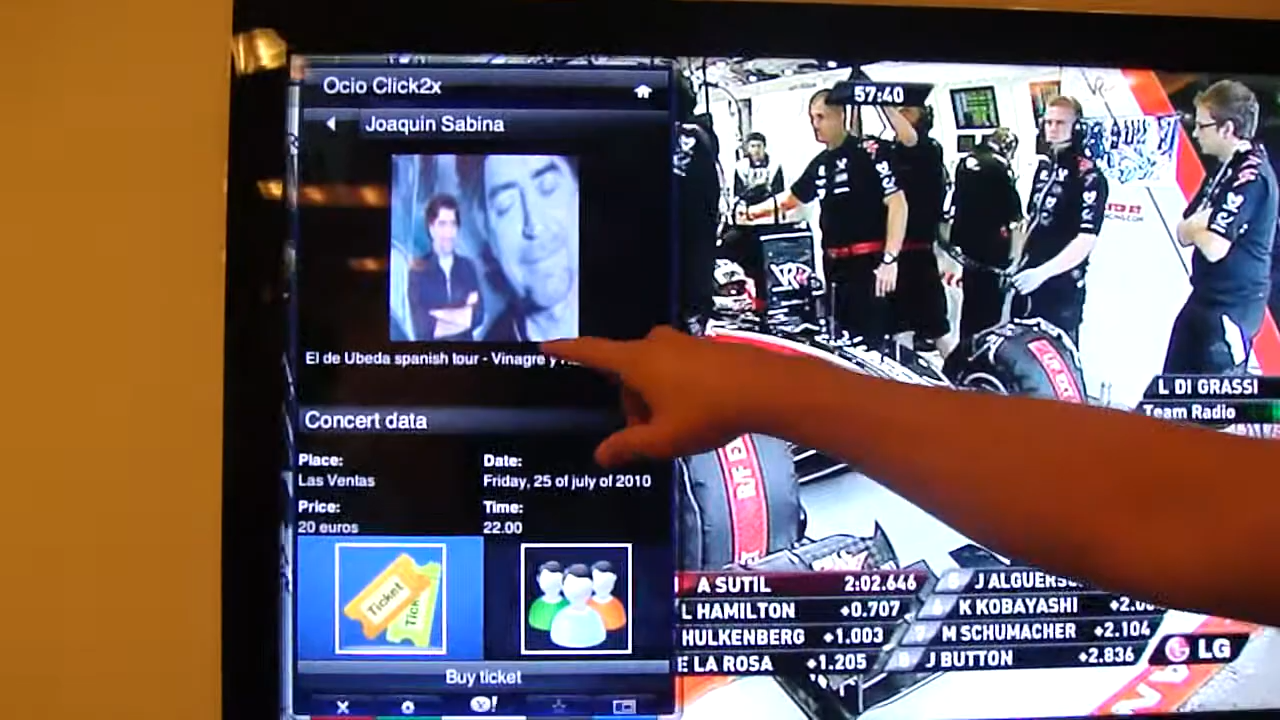 Ocio Click2x
Joaquin Sabina
El de Ubeda spanish tour - Vinagre y
Concert data
Place:
Las Ventas
Date:
Friday, 25 of july of 2010
Price:
20 euros
Time:
22.00
Ticket
Buy ticket
Y!
57:40
L DI GRASSI
Team Radio
A SUTIL 2:02.646
L HAMILTON +0.707
HULKENBERG +1.003
E LA ROSA +1.205
J
K KOBAYASHI
7 M SCHUMACHER +2.104
8 J BUTTON +2.836
LG